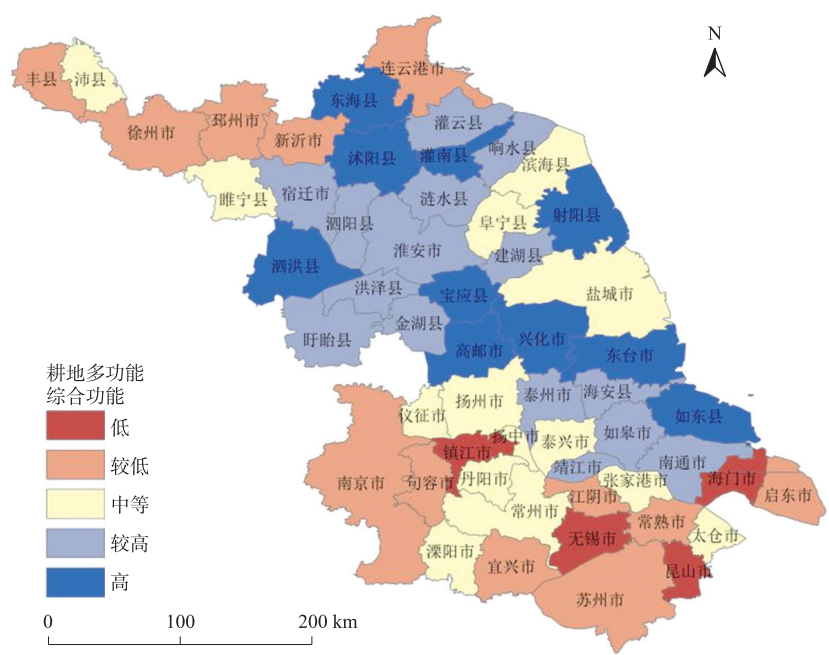 N
连云港市
丰县
沛县
东海县
徐州市
邳州市
新沂市
灌云县
沭阳县
灌南县
响水县
滨海县
睢宁县
宿迁市
涟水县
泗阳县
阜宁县
射阳县
淮安市
建湖县
泗洪县
洪泽县
宝应县
盐城市
金湖县
盱眙县
高邮市
兴化市
东台市
耕地多功能
综合功能
低
较低
中等
较高
高
仪征市
扬州市
泰州市
海安县
如东县
扬中市
泰兴市
如皋市
镇江市
靖江市
南通市
南京市
句容市
丹阳市
张家港市
海门市
启东市
江阴市
常州市
无锡市
常熟市
太仓市
溧阳市
宜兴市
昆山市
苏州市
0 100 200 km